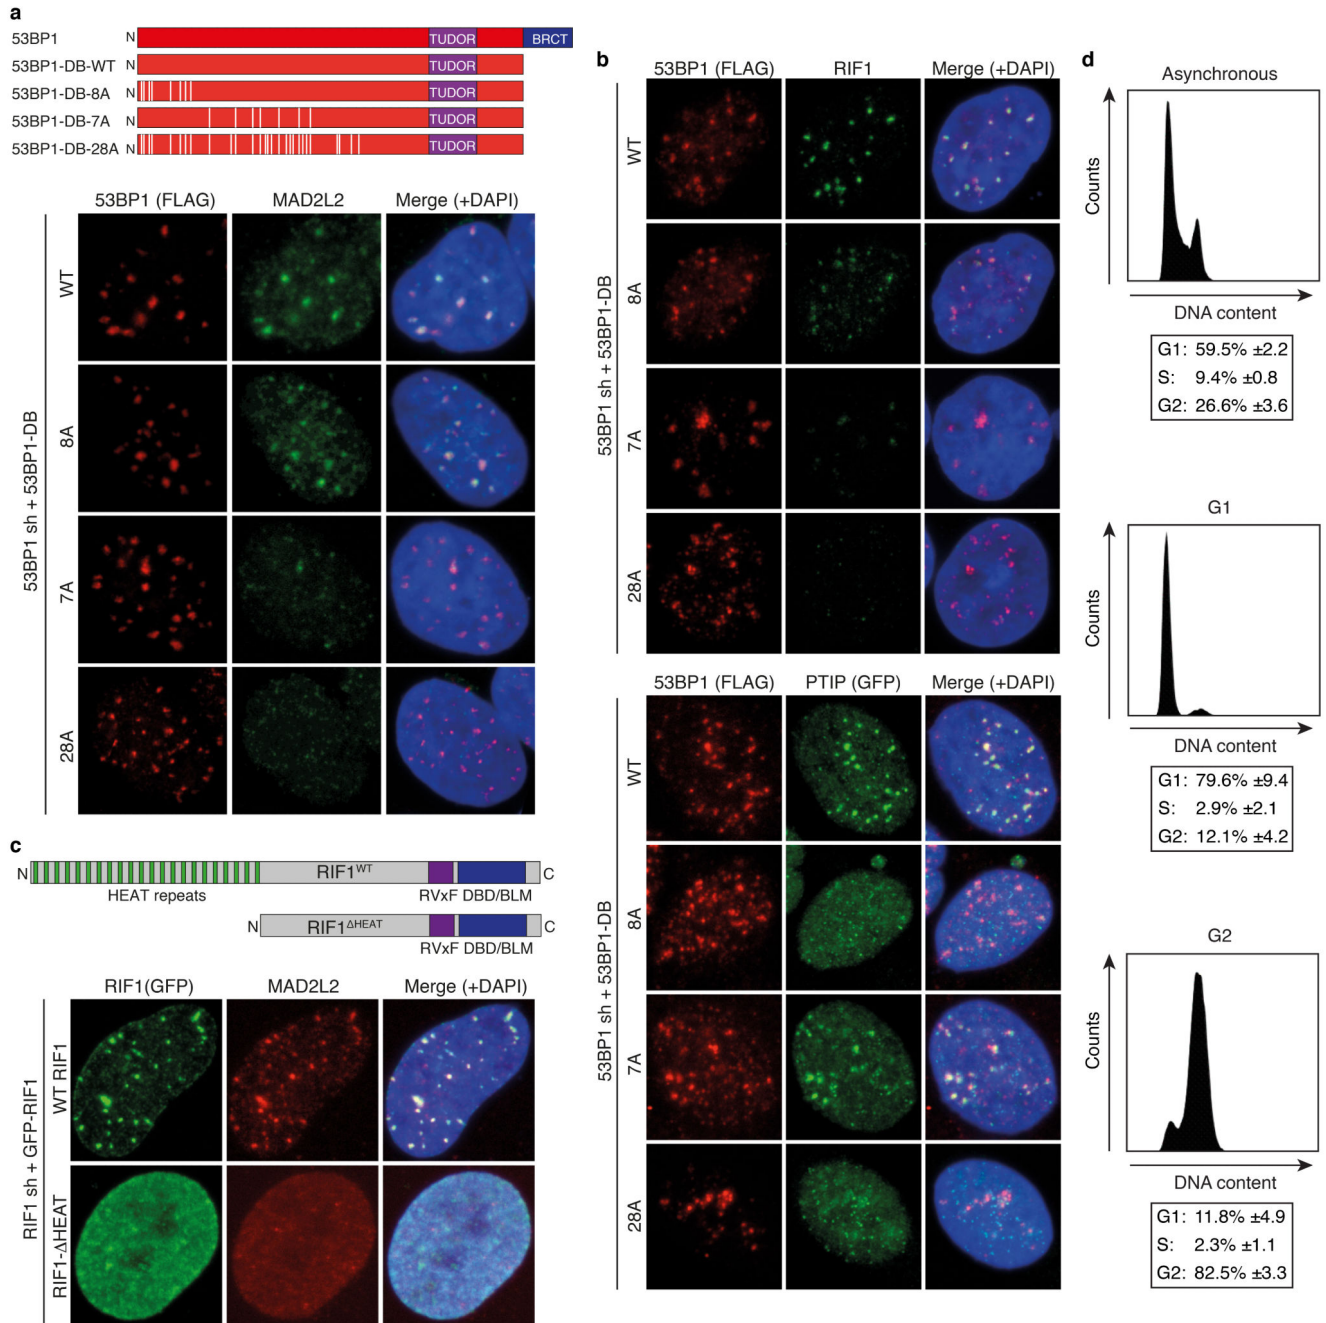 a
53BP1 N TUDOR BRCT
53BP1-DB-WT N TUDOR
53BP1-DB-8A N TUDOR
53BP1-DB-7A N TUDOR
53BP1-DB-28A N TUDOR
53BP1 (FLAG) MAD2L2 Merge (+DAPI)
53BP1 sh + 53BP1-DB
WT
8A
7A
28A
b
53BP1 (FLAG) RIF1 Merge (+DAPI)
53BP1 sh + 53BP1-DB
WT
8A
7A
28A
53BP1 (FLAG) PTIP (GFP) Merge (+DAPI)
53BP1 sh + 53BP1-DB
WT
8A
7A
28A
c
N RIF1WT C
HEAT repeats RVxF DBD/BLM
N RIF1ΔHEAT C
RVxF DBD/BLM
RIF1(GFP) MAD2L2 Merge (+DAPI)
RIF1 sh + GFP-RIF1
WT RIF1
RIF1-ΔHEAT
d
Asynchronous
Counts
DNA content
G1: 59.5% ±2.2
S: 9.4% ±0.8
G2: 26.6% ±3.6
G1
Counts
DNA content
G1: 79.6% ±9.4
S: 2.9% ±2.1
G2: 12.1% ±4.2
G2
Counts
DNA content
G1: 11.8% ±4.9
S: 2.3% ±1.1
G2: 82.5% ±3.3